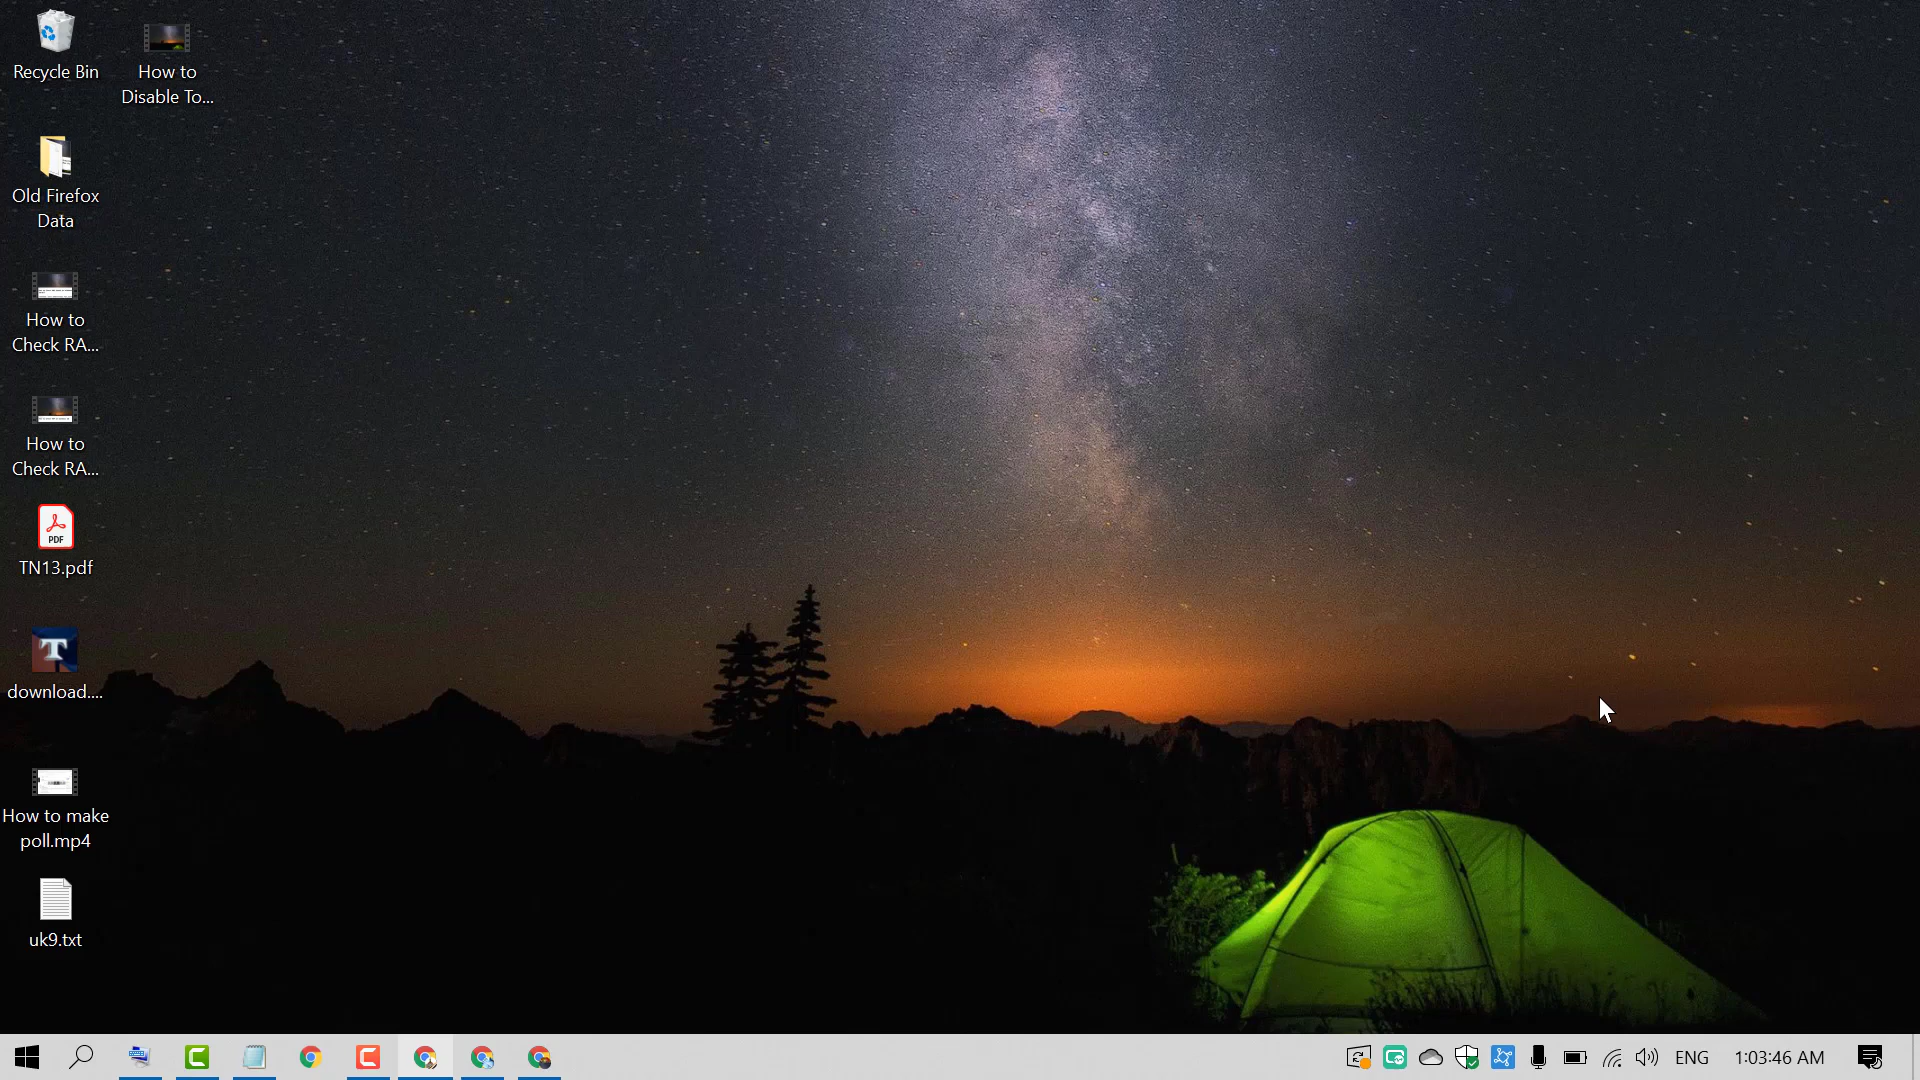 Recycle Bin
How to
Disable To...
Old Firefox
Data
How to
Check RA...
How to
Check RA...
PDF
TN13.pdf
T
download....
How to make
poll.mp4
uk9.txt
ENG
1:03:46 AM